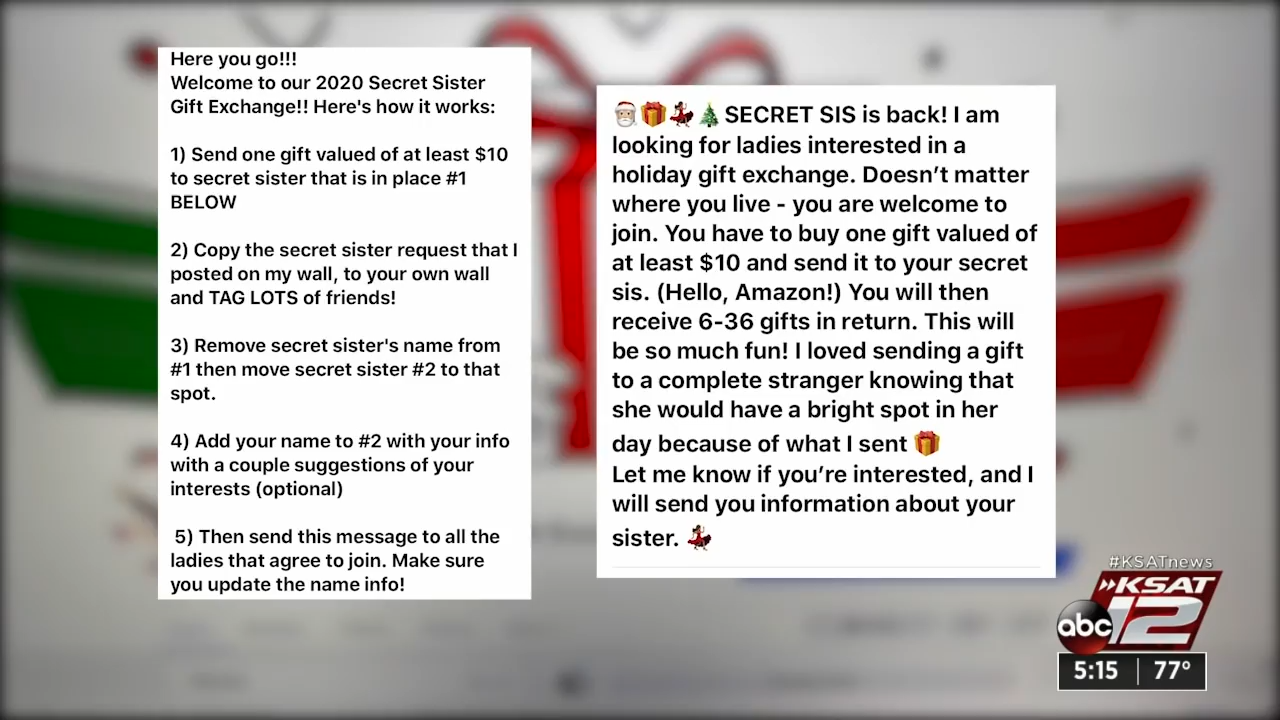 Here you go!!!
Welcome to our 2020 Secret Sister
Gift Exchange!! Here's how it works:
1) Send one gift valued of at least $10
to secret sister that is in place #1
BELOW
2) Copy the secret sister request that I
posted on my wall, to your own wall
and TAG LOTS of friends!
3) Remove secret sister's name from
#1 then move secret sister #2 to that
spot.
4) Add your name to #2 with your info
with a couple suggestions of your
interests (optional)
5) Then send this message to all the
ladies that agree to join. Make sure
you update the name info!
🎅🎁💃🎄 SECRET SIS is back! I am
looking for ladies interested in a
holiday gift exchange. Doesn’t matter
where you live - you are welcome to
join. You have to buy one gift valued of
at least $10 and send it to your secret
sis. (Hello, Amazon!) You will then
receive 6-36 gifts in return. This will
be so much fun! I loved sending a gift
to a complete stranger knowing that
she would have a bright spot in her
day because of what I sent 🎁
Let me know if you’re interested, and I
will send you information about your
sister. 💃
#KSATnews
KSAT
abc 12
5:15 77°